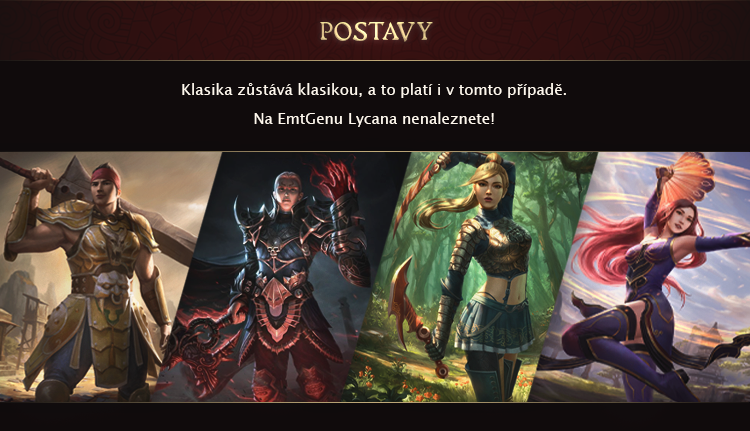 POSTAVY
Klasika zůstává klasikou, a to platí i v tomto případě.
Na EmtGenu Lycana nenaleznete!